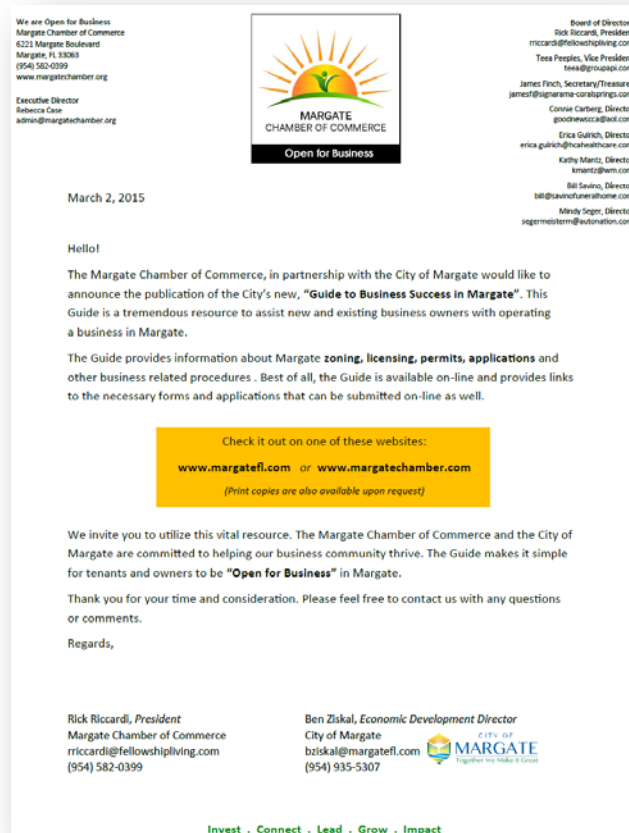 We are Open for Business
Margate Chamber of Commerce
6221 Margate Boulevard
Margate, FL 33063
(954) 582-0399
www.margatechamber.org
Executive Director
Rebecca Case
admin@margatechamber.org
MARGATE
CHAMBER OF COMMERCE
Open for Business
Board of Director
Rick Riccardi, Presiden
rriccardi@fellowshipliving.com
Teea Peeples, Vice Presiden
teea@groupapi.com
James Finch, Secretary/Treasure
jamesf@signarama-coralsprings.com
Connie Carberg, Directo
goodnewscca@aol.com
Erica Gulrich, Directo
erica.gulrich@hcahealthcare.com
Kathy Mantz, Directo
kmantz@wm.com
Bill Savino, Directo
bill@savinofuneralhome.com
Mindy Seger, Directo
segermeisterm@autonation.com
March 2, 2015
Hello!
The Margate Chamber of Commerce, in partnership with the City of Margate would like to
announce the publication of the City's new, “Guide to Business Success in Margate”. This
Guide is a tremendous resource to assist new and existing business owners with operating
a business in Margate.
The Guide provides information about Margate zoning, licensing, permits, applications and
other business related procedures . Best of all, the Guide is available on-line and provides links
to the necessary forms and applications that can be submitted on-line as well.
Check it out on one of these websites:
www.margatefl.com or www.margatechamber.com
(Print copies are also available upon request)
We invite you to utilize this vital resource. The Margate Chamber of Commerce and the City of
Margate are committed to helping our business community thrive. The Guide makes it simple
for tenants and owners to be “Open for Business” in Margate.
Thank you for your time and consideration. Please feel free to contact us with any questions
or comments.
Regards,
Rick Riccardi, President
Margate Chamber of Commerce
rriccardi@fellowshipliving.com
(954) 582-0399
Ben Ziskal, Economic Development Director
City of Margate
bziskal@margatefl.com
(954) 935-5307
CITY OF
MARGATE
Together We Make It Great
Invest . Connect . Lead . Grow . Impact